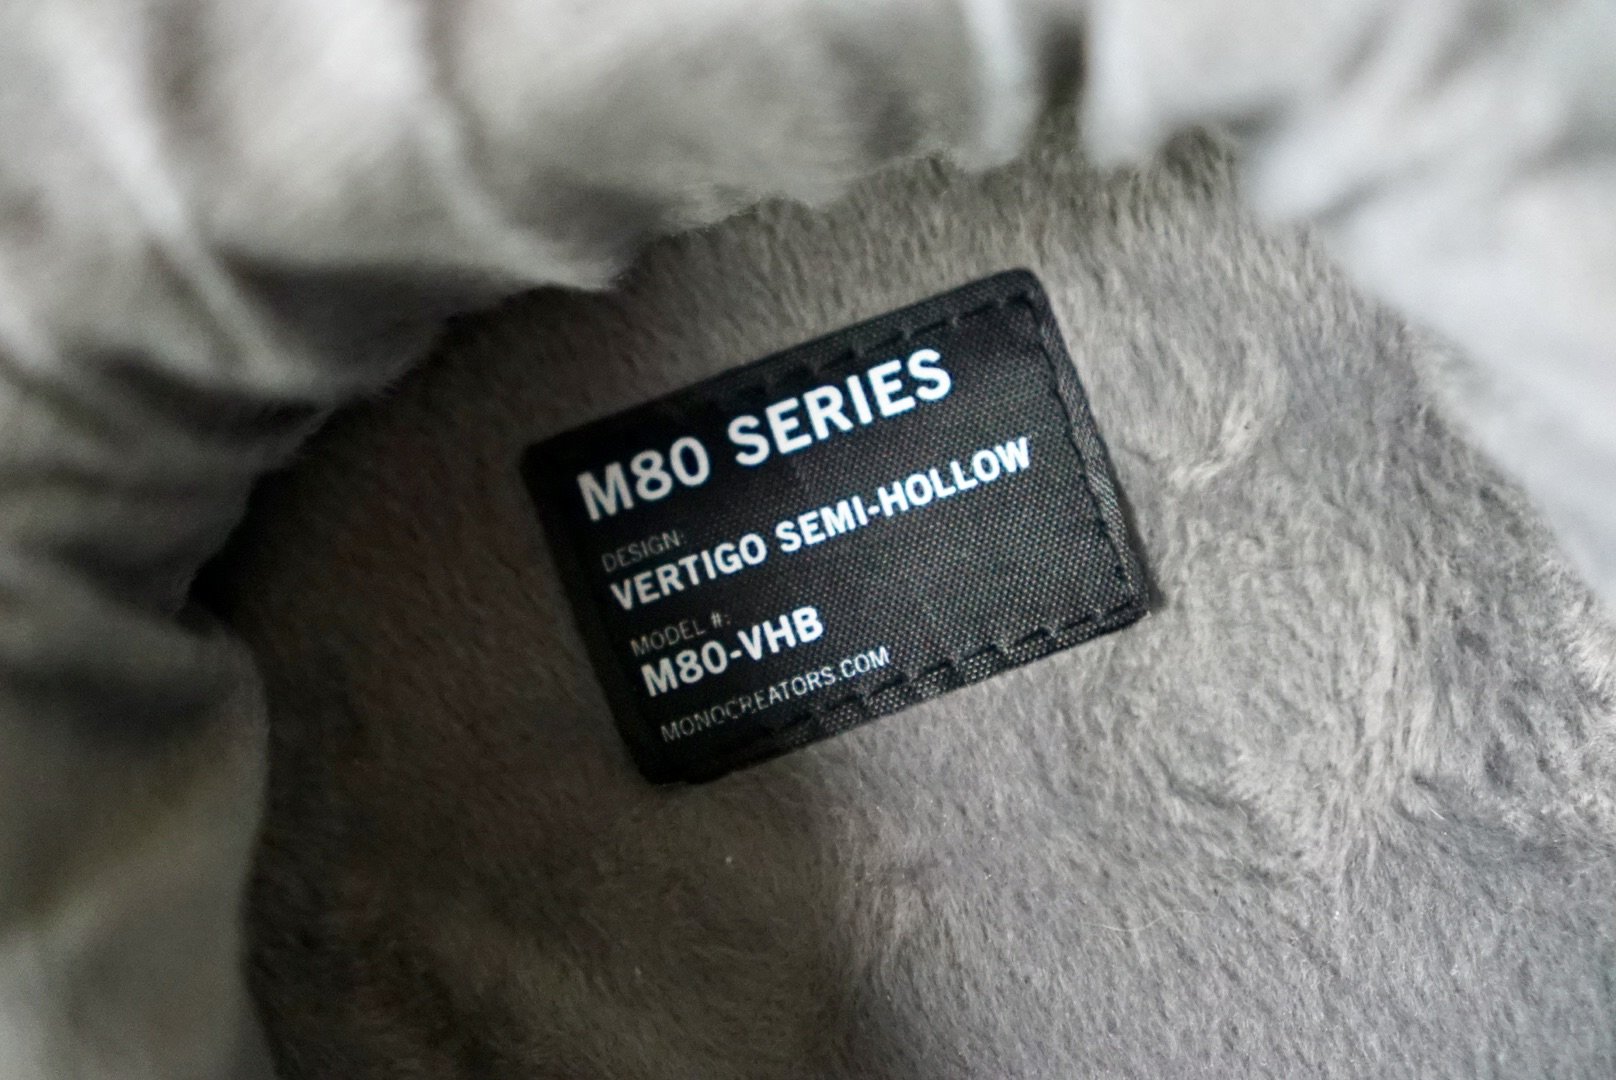 M80 SERIES
DESIGN:
VERTIGO SEMI-HOLLOW
MODEL #:
M80-VHB
MONOCREATORS.COM